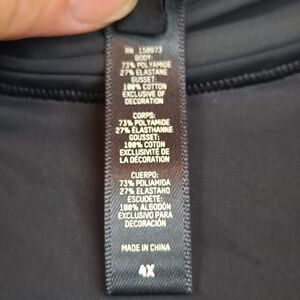 RN 158973
BODY:
73% POLYAMIDE
27% ELASTANE
GUSSET:
100% COTTON
EXCLUSIVE OF
DECORATION
CORPS:
73% POLYAMIDE
27% ELASTHANNE
GOUSSET:
100% COTON
EXCLUSIVITÉ DE
LA DÉCORATION
CUERPO:
73% POLIAMIDA
27% ELASTANO
ESCUDETE:
100% ALGODÓN
EXCLUSIVO PARA
DECORACIÓN
MADE IN CHINA
4X